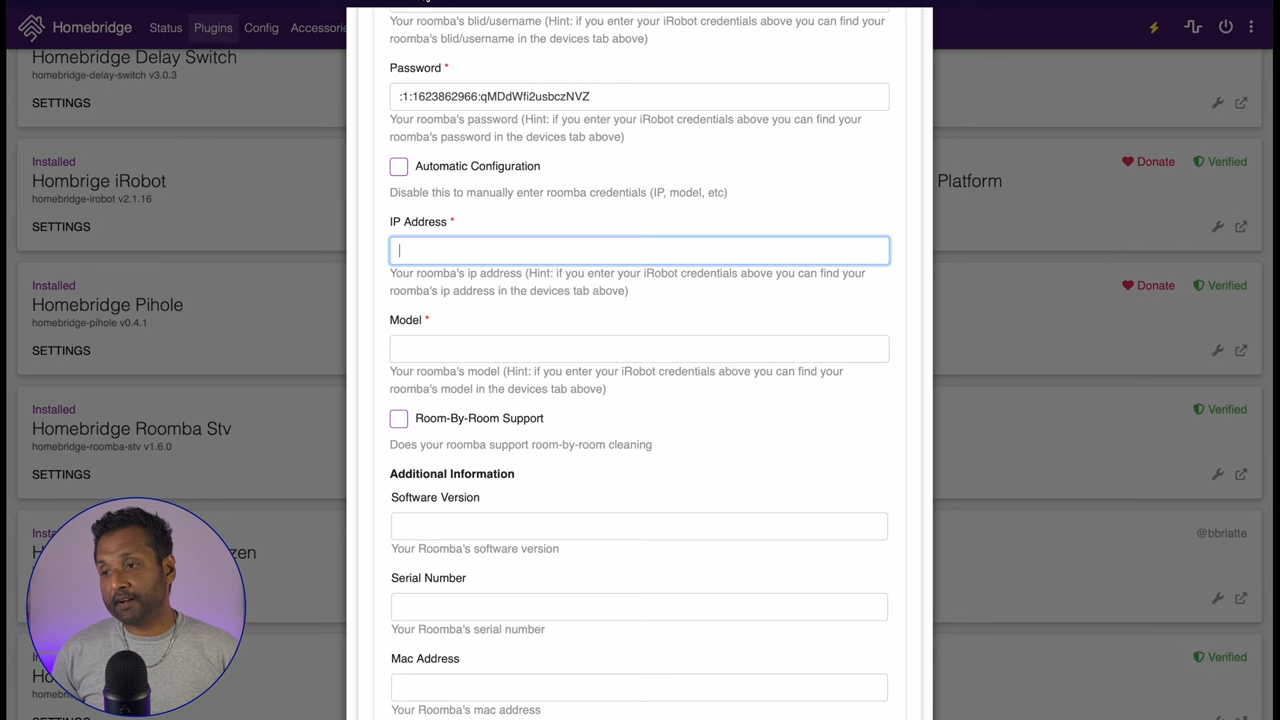 Homebridge
Status
Plugins
Config
Accessorie
Homebridge Delay Switch
homebridge-delay-switch v3.0.3
SETTINGS
Installed
Hombrige iRobot
homebridge-irobot v2.1.16
SETTINGS
Installed
Homebridge Pihole
homebridge-pihole v0.4.1
SETTINGS
Installed
Homebridge Roomba Stv
homebridge-roomba-stv v1.6.0
SETTINGS
Insta
zen
Your roomba's blid/username (Hint: if you enter your iRobot credentials above you can find your
roomba's blid/username in the devices tab above)
Password *
:1:1623862966:qMDdWfi2usbczNVZ
Your roomba's password (Hint: if you enter your iRobot credentials above you can find your
roomba's password in the devices tab above)
Automatic Configuration
Disable this to manually enter roomba credentials (IP, model, etc)
IP Address *
Your roomba's ip address (Hint: if you enter your iRobot credentials above you can find your
roomba's ip address in the devices tab above)
Model *
Your roomba's model (Hint: if you enter your iRobot credentials above you can find your
roomba's model in the devices tab above)
Room-By-Room Support
Does your roomba support room-by-room cleaning
Additional Information
Software Version
Your Roomba's software version
Serial Number
Your Roomba's serial number
Mac Address
Your Roomba's mac address
Donate
Verified
Platform
Donate
Verified
Verified
@bbriatte
Verified